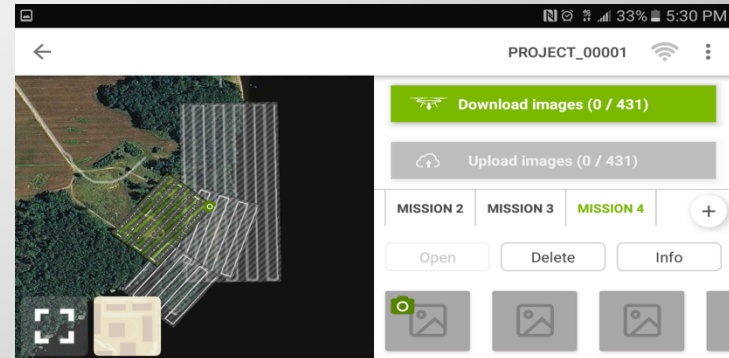 33% 5:30 PM
PROJECT_00001
Download images (0 / 431)
Upload images (0 / 431)
MISSION 2 MISSION 3 MISSION 4 +
Open Delete Info